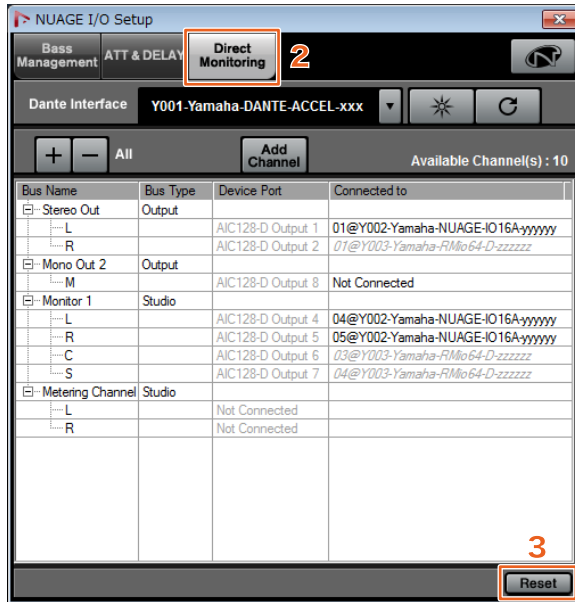 NUAGE I/O Setup
Bass Management ATT & DELAY Direct Monitoring 2
Dante Interface Y001-Yamaha-DANTE-ACCEL-xxx
+ − All Add Channel Available Channel(s) : 10
Bus Name Bus Type Device Port Connected to
Stereo Out Output
L AIC128-D Output 1 01@Y002-Yamaha-NUAGE-IO16A-yyyyyy
R AIC128-D Output 2 01@Y003-Yamaha-RMio64-D-zzzzzz
Mono Out 2 Output
M AIC128-D Output 8 Not Connected
Monitor 1 Studio
L AIC128-D Output 4 04@Y002-Yamaha-NUAGE-IO16A-yyyyyy
R AIC128-D Output 5 05@Y002-Yamaha-NUAGE-IO16A-yyyyyy
C AIC128-D Output 6 03@Y003-Yamaha-RMio64-D-zzzzzz
S AIC128-D Output 7 04@Y003-Yamaha-RMio64-D-zzzzzz
Metering Channel Studio
L Not Connected
R Not Connected
3
Reset